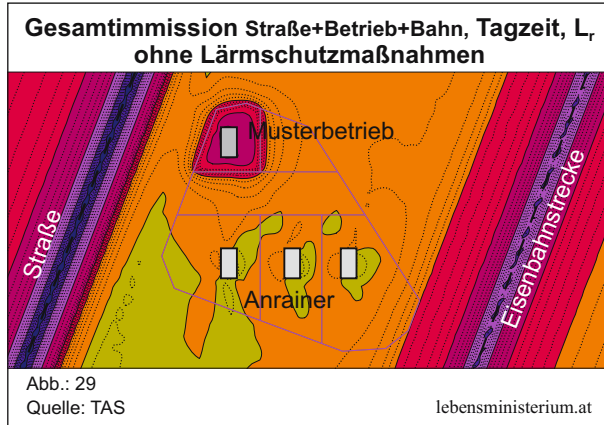 Gesamtimmission Straße+Betrieb+Bahn, Tagzeit, Lr
ohne Lärmschutzmaßnahmen
Musterbetrieb
Straße
Anrainer
Eisenbahnstrecke
Abb.: 29
Quelle: TAS
lebensministerium.at